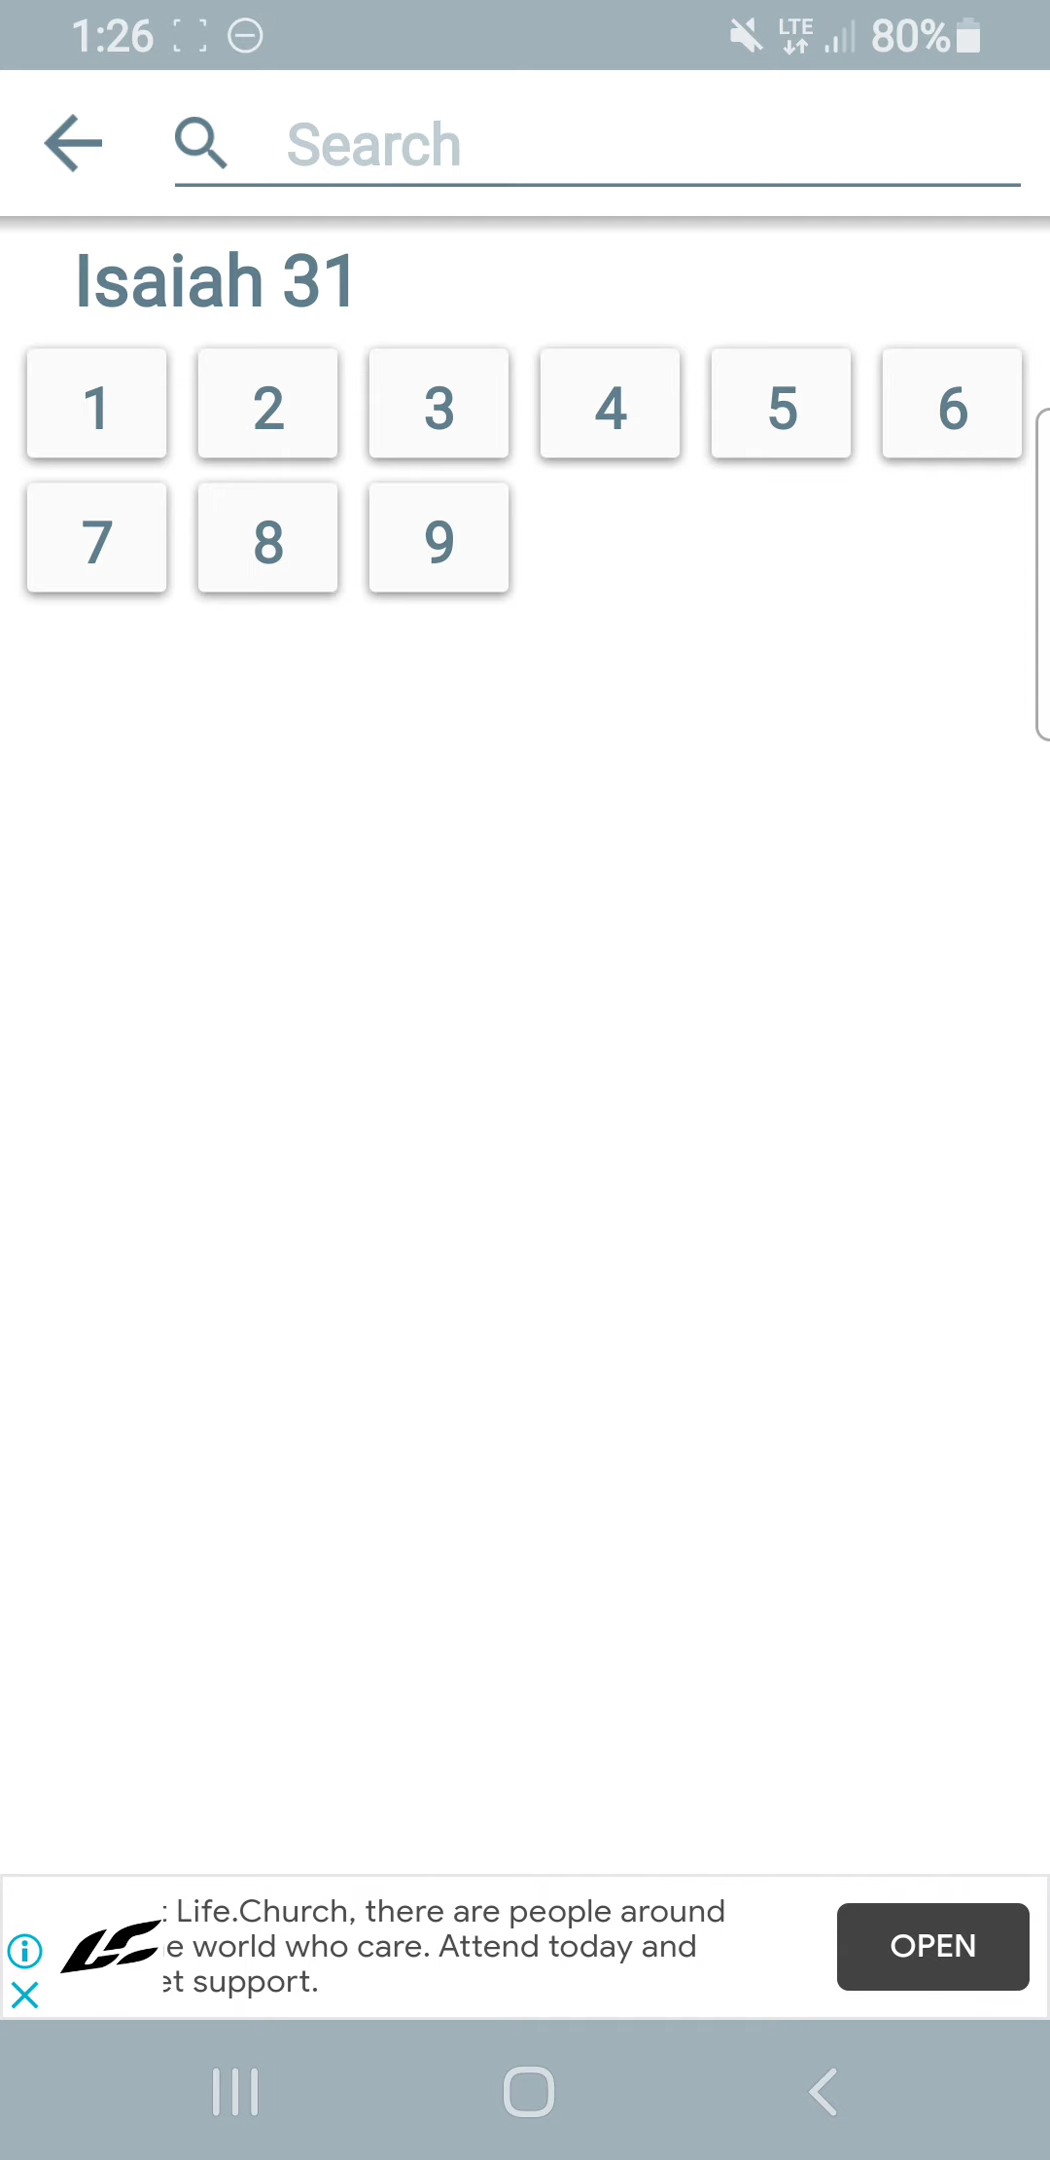 1:26 LTE 80%
Search
Isaiah 31
1 2 3 4 5 6
7 8 9
: Life.Church, there are people around
e world who care. Attend today and
et support.
OPEN